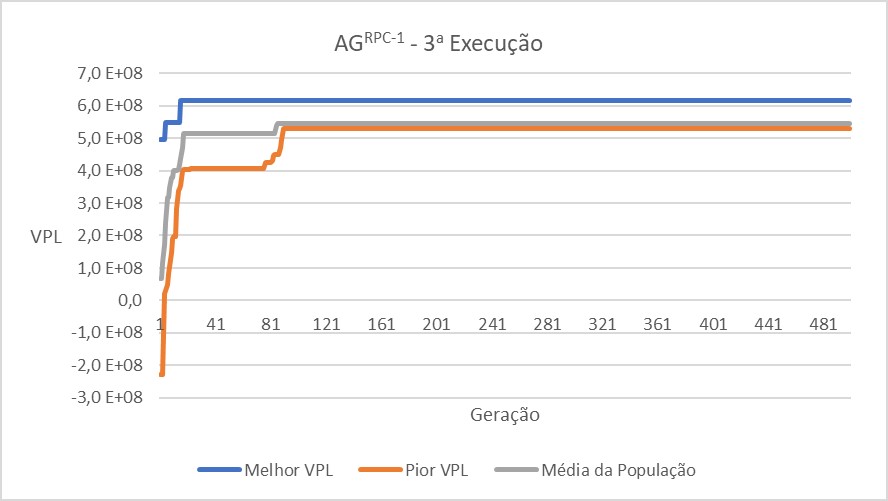 AGRPC-1 - 3ª Execução
7,0 E+08
6,0 E+08
5,0 E+08
4,0 E+08
3,0 E+08
2,0 E+08
VPL
1,0 E+08
0,0
1 41 81 121 161 201 241 281 321 361 401 441 481
-1,0 E+08
-2,0 E+08
-3,0 E+08
Geração
Melhor VPL Pior VPL Média da População